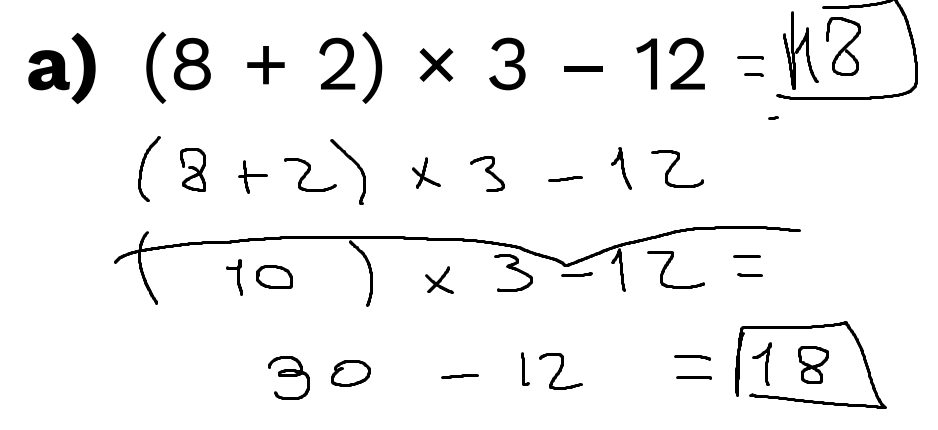 a) (8 + 2) × 3 − 12 = 18
(8+2) × 3 − 12
(10) × 3 − 12 =
30 − 12 = 18